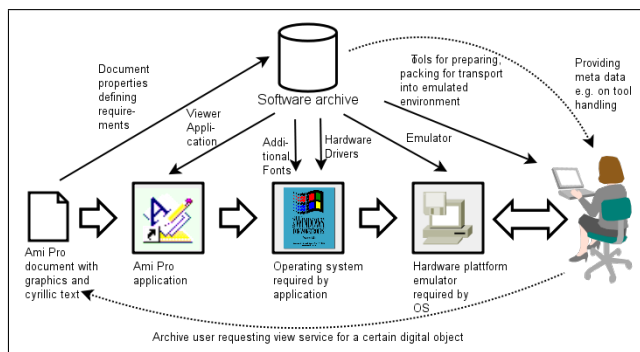 Document
properties
defining
require-
ments
Viewer
Appli-
cation
Software archive
Addi-
tional
Fonts
Hardware
Drivers
Tools for preparing,
packing for transport
into emulated
environment
Emulator
Providing
meta data
e.g. on tool
handling
Ami Pro
document with
graphics and
cyrillic text
Ami Pro
application
Operating system
required by
application
Hardware plattform
emulator
required by
OS
Archive user requesting view service for a certain digital object